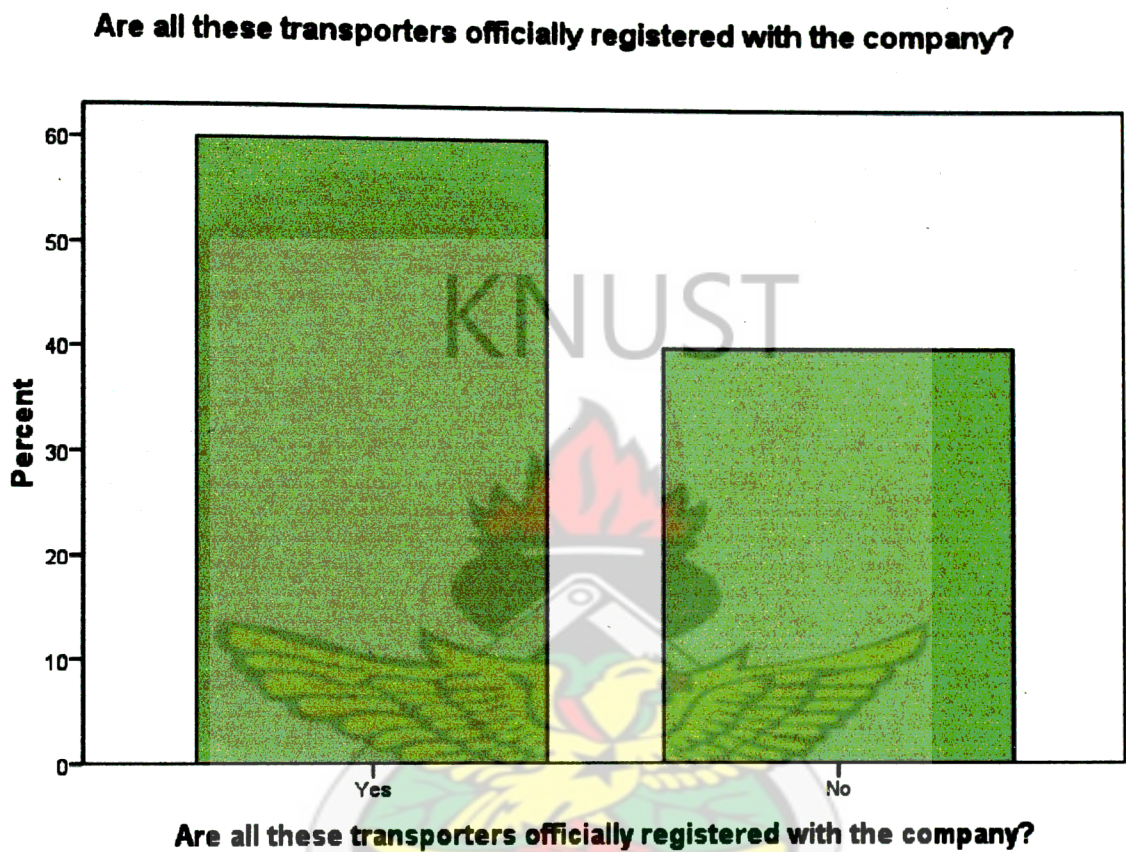 Are all these transporters officially registered with the company?
60
50
40
30
20
10
0
Percent
KNUST
Yes
No
Are all these transporters officially registered with the company?